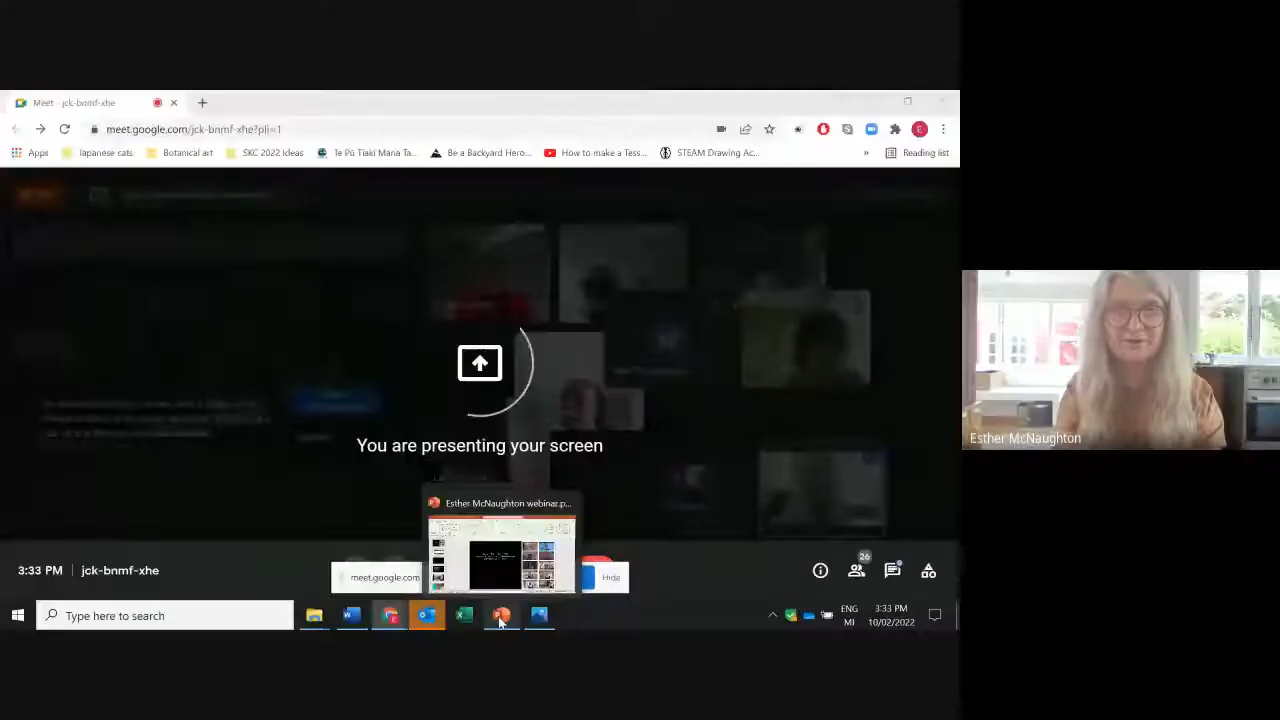 Meet - jck-bnmf-xhe
meet.google.com/jck-bnmf-xhe?pli=1
Apps Japanese cats Botanical art SKC 2022 Ideas Te Pū Tiaki Mana Ta... Be a Backyard Hero... How to make a Tess... STEAM Drawing Ac... » Reading list
You are presenting your screen
Esther McNaughton
Esther McNaughton webinar.p...
3:33 PM | jck-bnmf-xhe
meet.google.com
Hide
26
Type here to search
ENG
MI
3:33 PM
10/02/2022